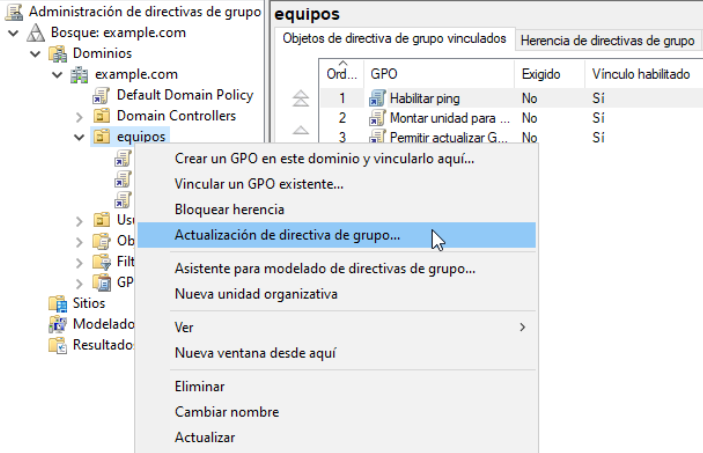 Administración de directivas de grupo
Bosque: example.com
Dominios
example.com
Default Domain Policy
Domain Controllers
equipos
Usu
Ob
Filt
GP
Sitios
Modelado
Resultado
equipos
Objetos de directiva de grupo vinculados
Herencia de directivas de grupo
Ord... GPO Exigido Vínculo habilitado
1 Habilitar ping No Sí
2 Montar unidad para ... No Sí
3 Permitir actualizar G... No Sí
Crear un GPO en este dominio y vincularlo aquí...
Vincular un GPO existente...
Bloquear herencia
Actualización de directiva de grupo...
Asistente para modelado de directivas de grupo...
Nueva unidad organizativa
Ver
Nueva ventana desde aquí
Eliminar
Cambiar nombre
Actualizar